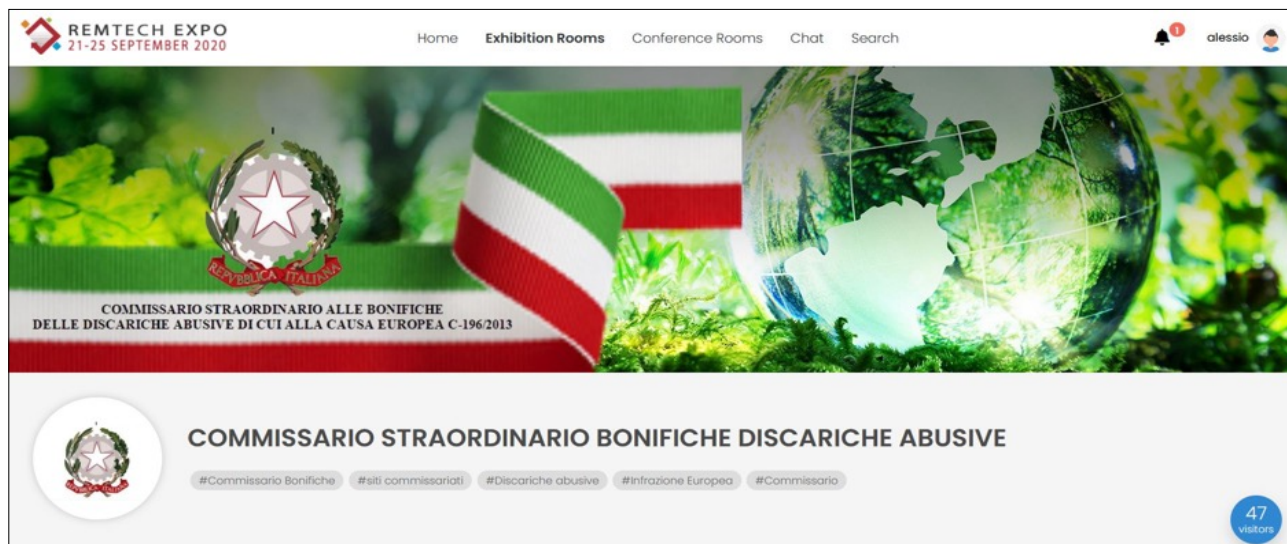 REMTECH EXPO
21-25 SEPTEMBER 2020
Home Exhibition Rooms Conference Rooms Chat Search
1
alessio
REPVBBLICA ITALIANA
COMMISSARIO STRAORDINARIO ALLE BONIFICHE
DELLE DISCARICHE ABUSIVE DI CUI ALLA CAUSA EUROPEA C-196/2013
COMMISSARIO STRAORDINARIO BONIFICHE DISCARICHE ABUSIVE
#Commissario Bonifiche #siti commissariati #Discariche abusive #Infrazione Europea #Commissario
47
visitors